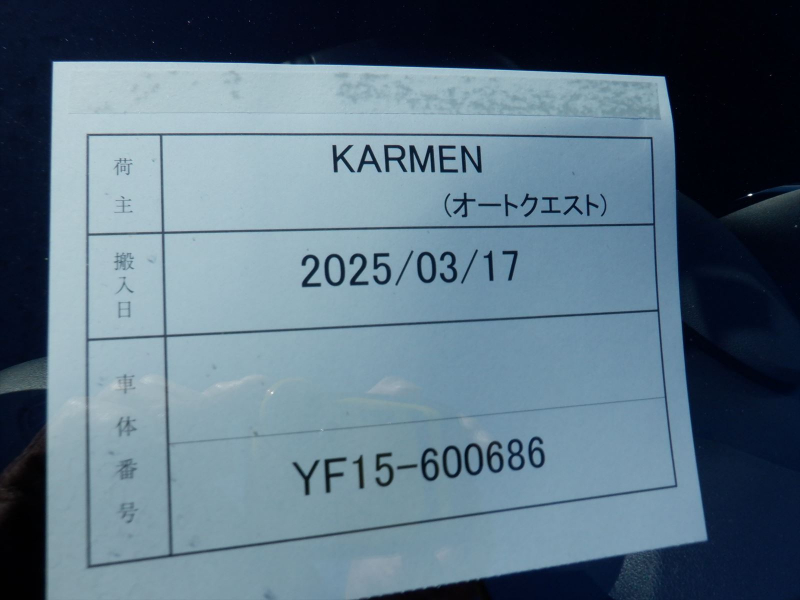 荷主 KARMEN
(オートクエスト)
搬入日 2025/03/17
車体番号 YF15-600686